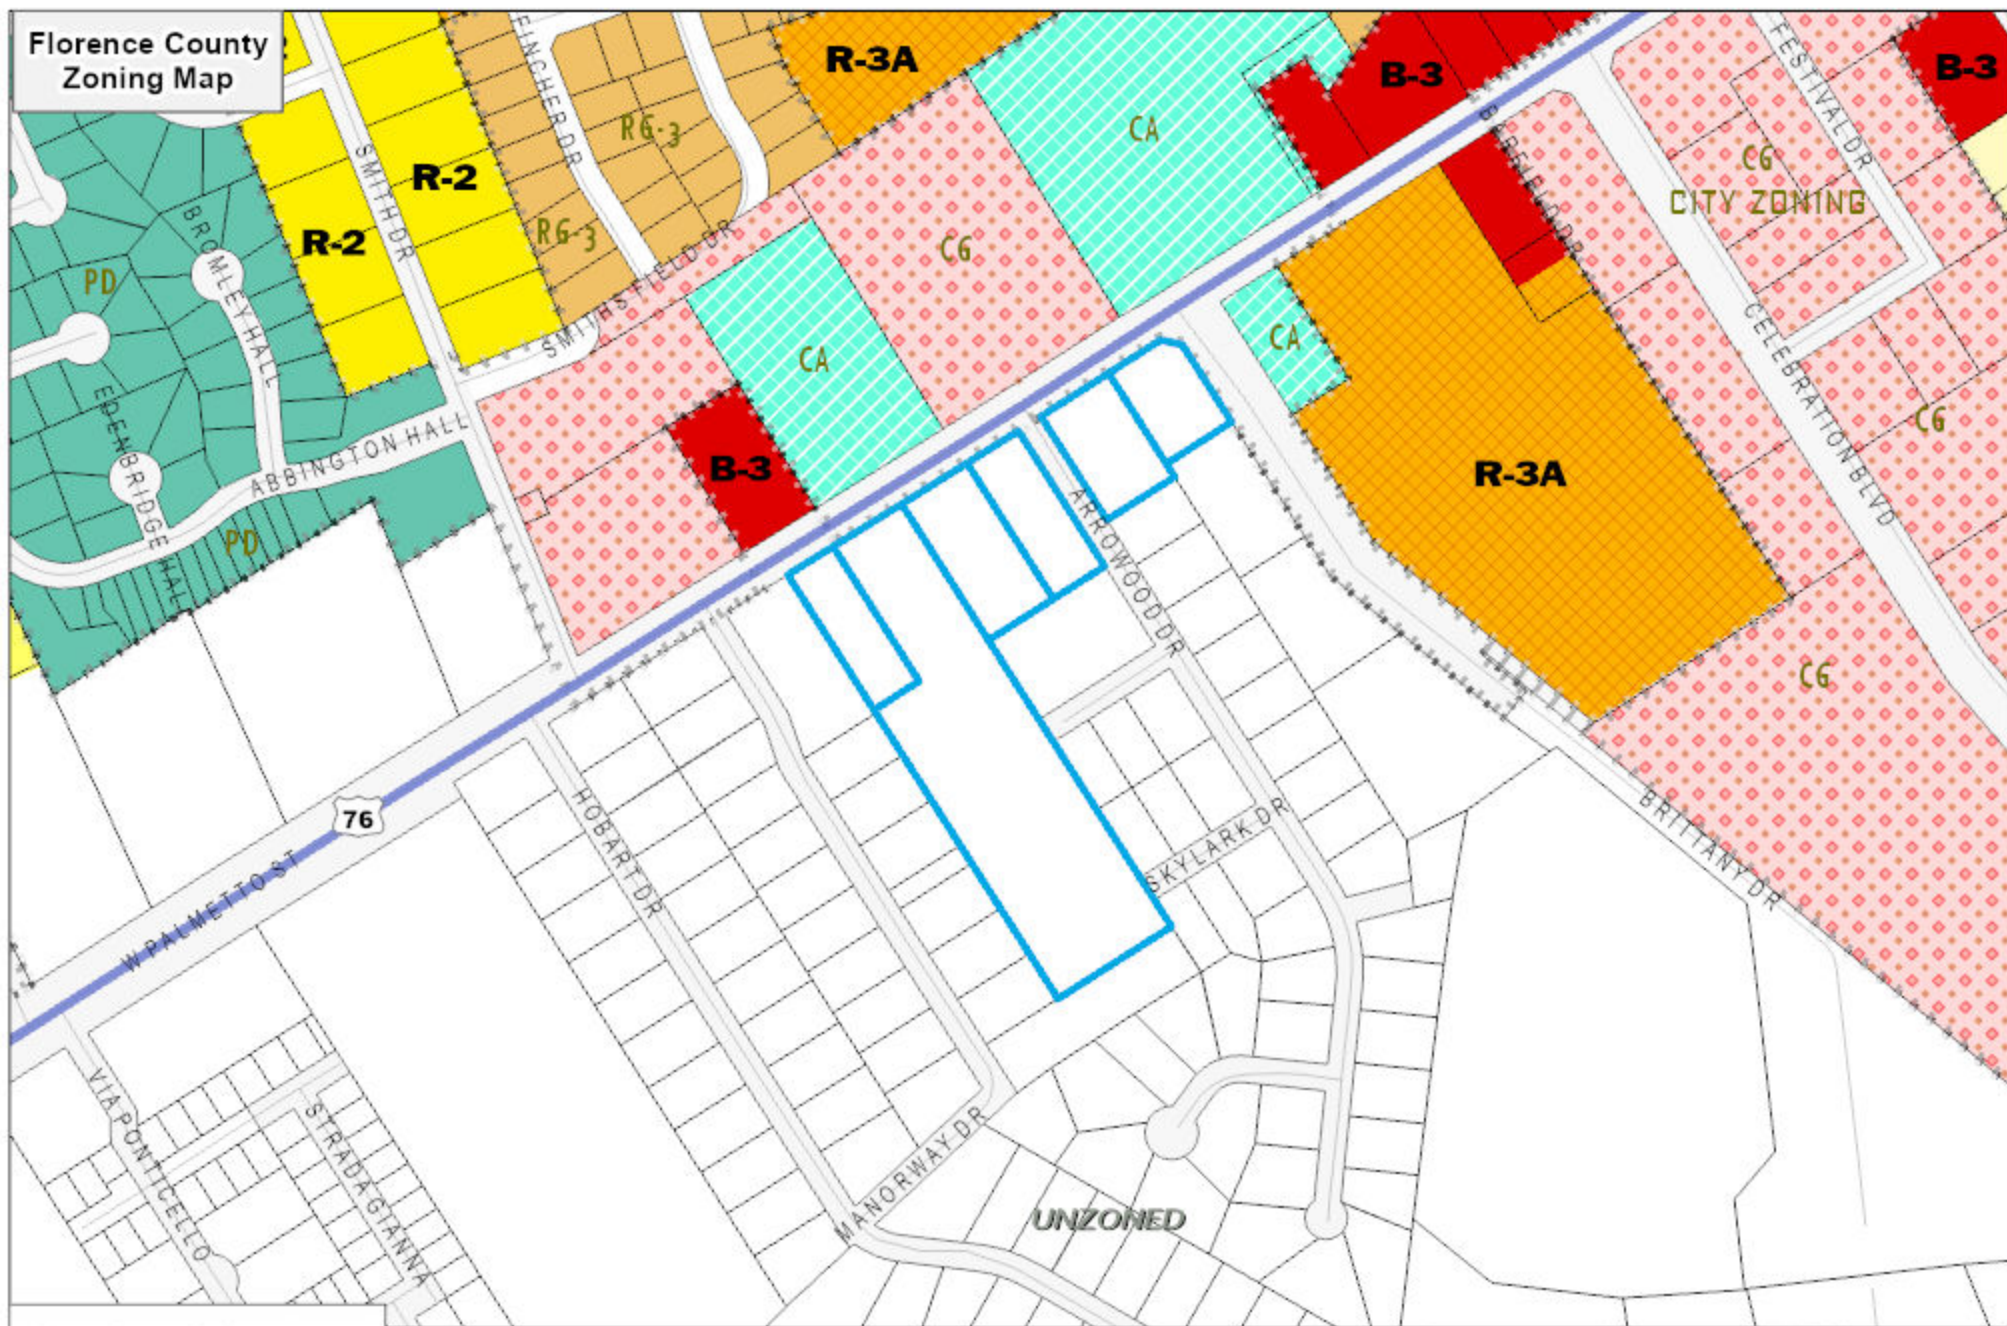 Florence County
Zoning Map
R-3A
B-3
B-3
FINCHER DR
FESTIVAL DR
RG-3
CA
SMITH DR
R-2
CG
CITY ZONING
R-2
RG-3
CG
PD
BROMLEY HALL
SMITHSFIELD DR
CA
CA
CELEBRATION BLVD
EDENBRIDGE HALL
ABBINGTON HALL
B-3
CG
R-3A
PD
ARROWOOD DR
CG
76
HOBART DR
SKYLARK DR
BRITTANY DR
W PALMETTO ST
VIA PONTICELLO
STRADA GIANNA
MANORWAY DR
UNZONED